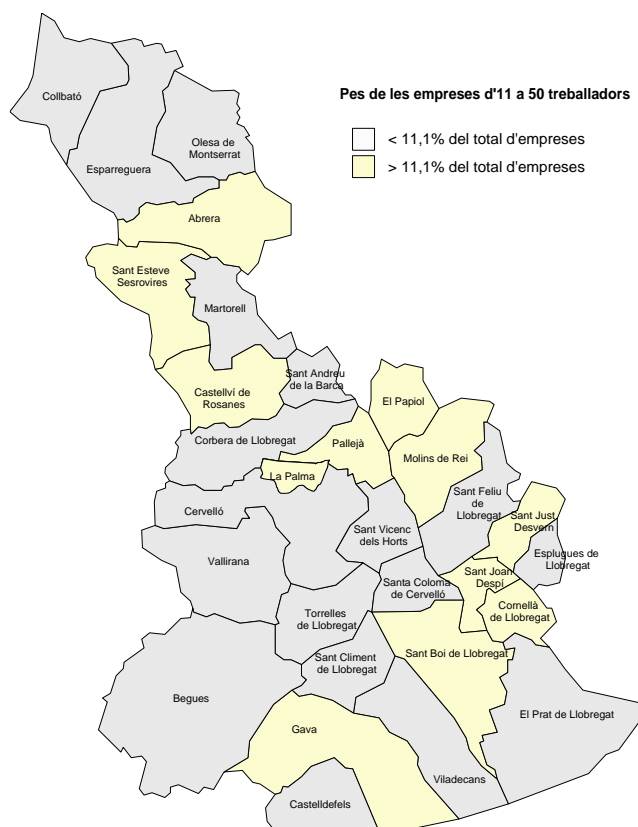 Pes de les empreses d'11 a 50 treballadors
< 11,1% del total d'empreses
> 11,1% del total d'empreses
Collbató
Olesa de
Montserrat
Esparreguera
Abrera
Sant Esteve
Sesrovires
Martorell
Sant Andreu
de la Barca
Castellví de
Rosanes
El Papiol
Corbera de Llobregat
Pallejà
Molins de Rei
La Palma
Sant Feliu
de
Llobregat
Cervelló
Sant Just
Desvern
Sant Vicenc
dels Horts
Esplugues de
Llobregat
Vallirana
Sant Joan
Despí
Santa Coloma
de Cervelló
Cornellà
de Llobregat
Torrelles
de Llobregat
Sant Boi de Llobregat
Sant Climent
de Llobregat
Begues
El Prat de Llobregat
Gava
Viladecans
Castelldefels